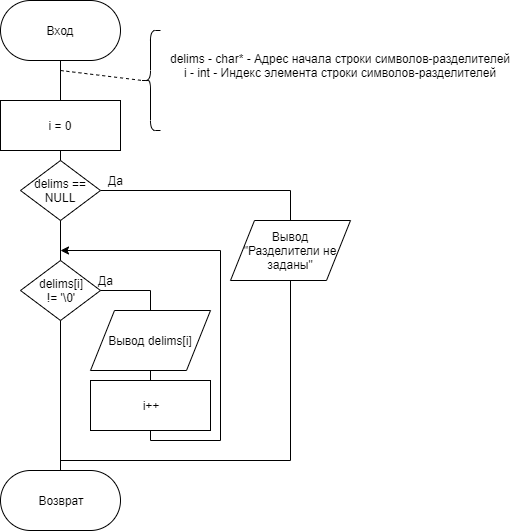 Вход
delims - char* - Адрес начала строки символов-разделителей
i - int - Индекс элемента строки символов-разделителей
i = 0
delims ==
NULL
Да
Вывод
"Разделители не
заданы"
delims[i]
!= '\0'
Да
Вывод delims[i]
i++
Возврат